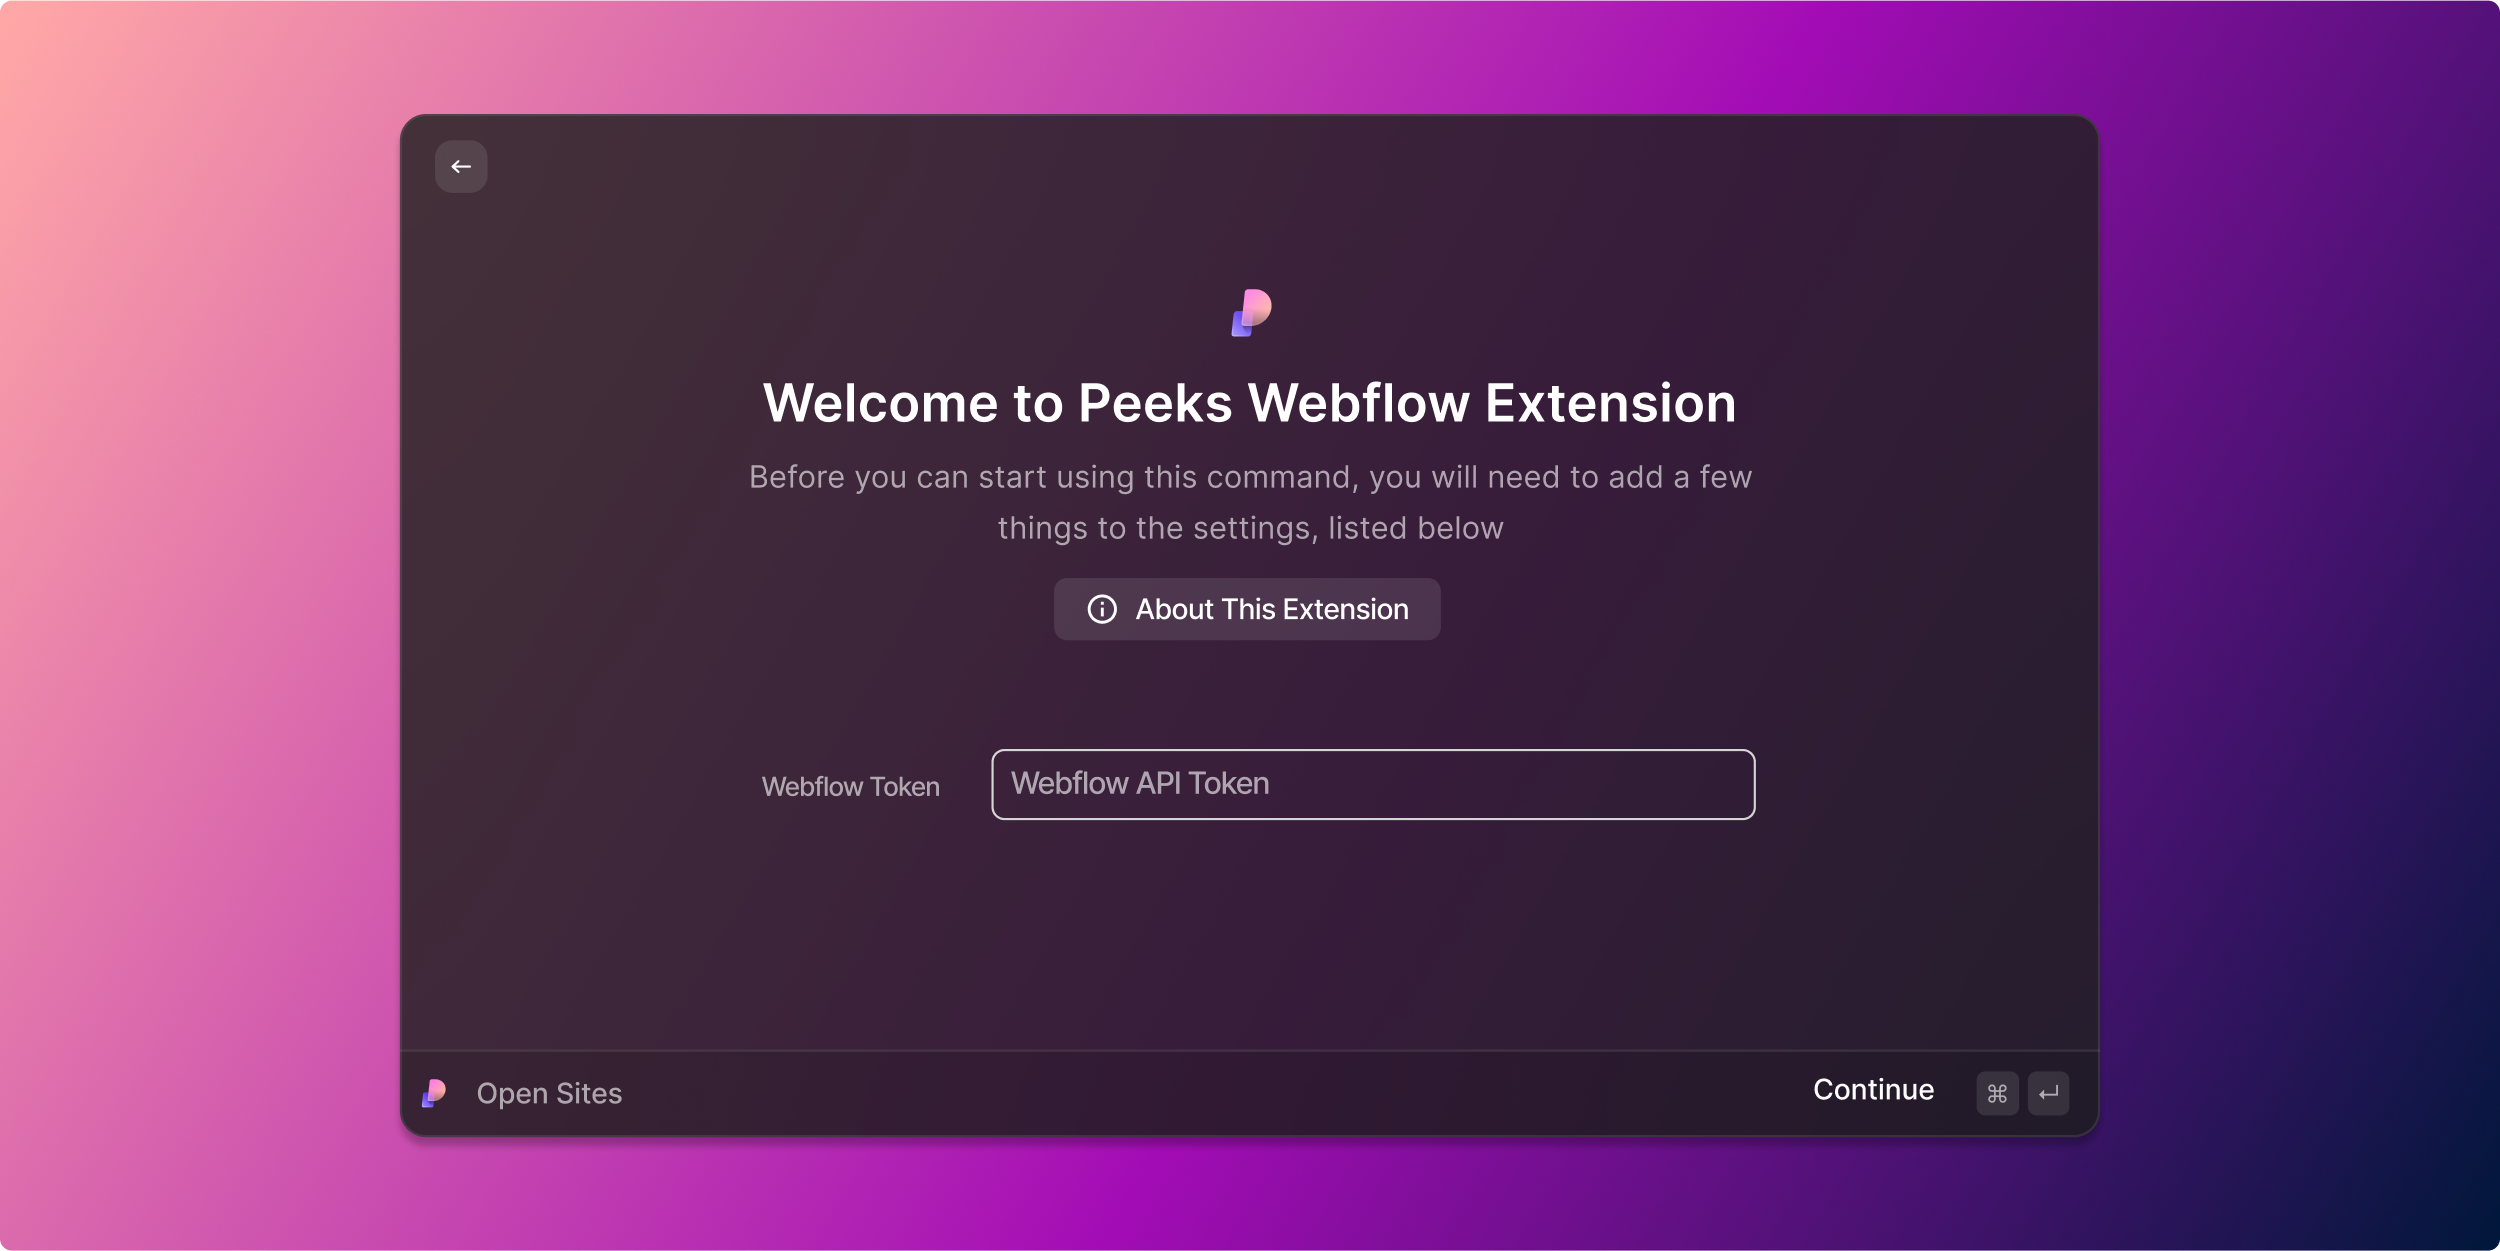 Welcome to Peeks Webflow Extension
Before you can start using this command, you will need to add a few
things to the settings, listed below
About This Extension
Webflow Token
Webflow API Token
Open Sites
Continue
⌘